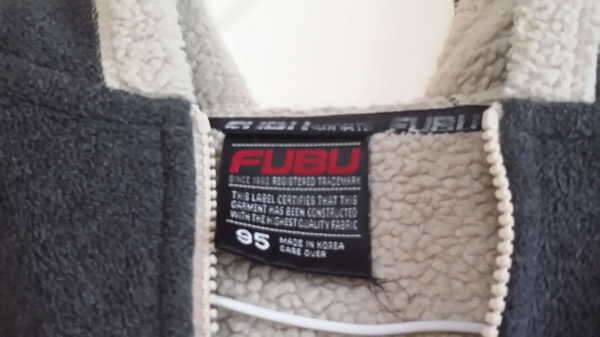 FUBU FUBU
FUBU
SINCE 1992 REGISTERED TRADEMARK
THIS LABEL CERTIFIES THAT THIS
GARMENT HAS BEEN CONSTRUCTED
WITH THE HIGHEST QUALITY FABRIC
95 MADE IN KOREA
CARE OVER